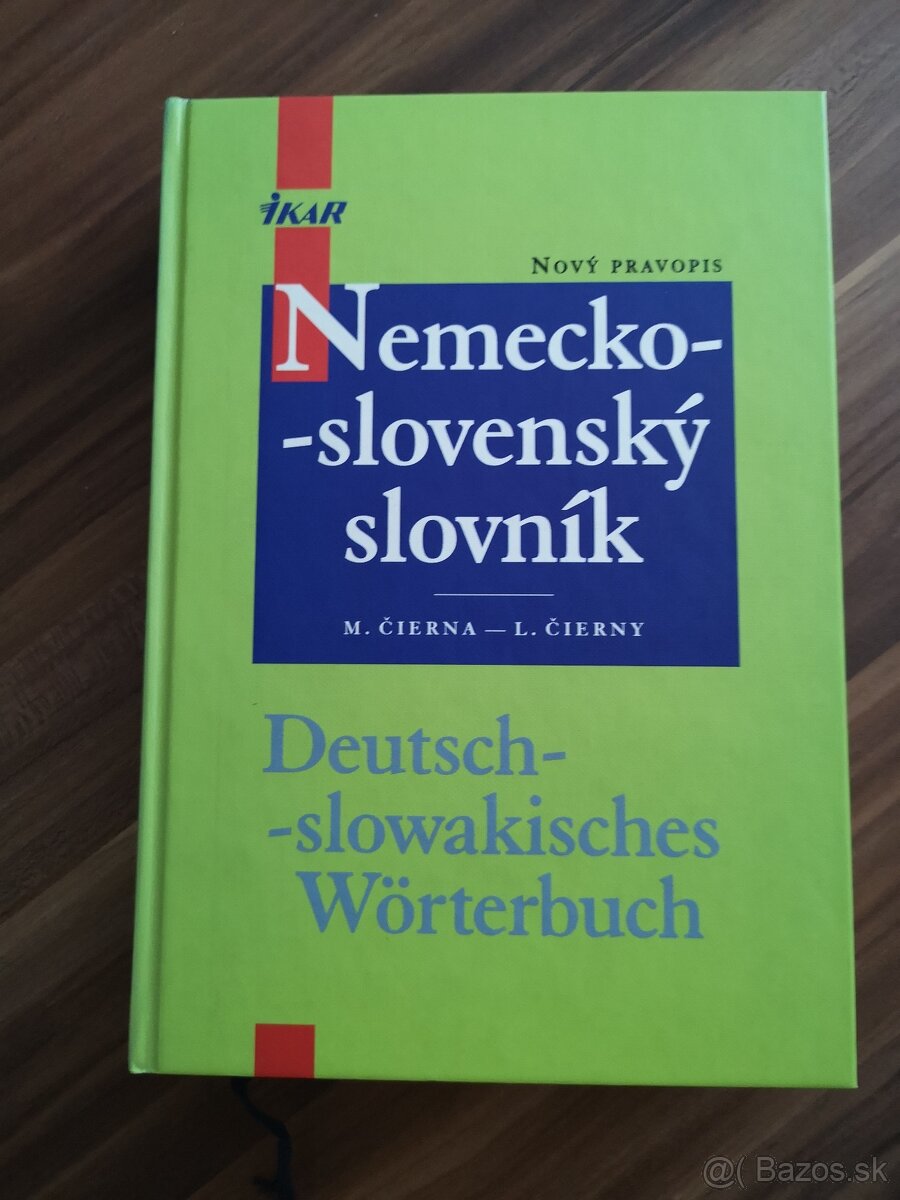 iKAR
NOVÝ PRAVOPIS
Nemecko-
-slovenský
slovník
M. ČIERNA — L. ČIERNY
Deutsch-
-slowakisches
Wörterbuch
@( Bazos.sk